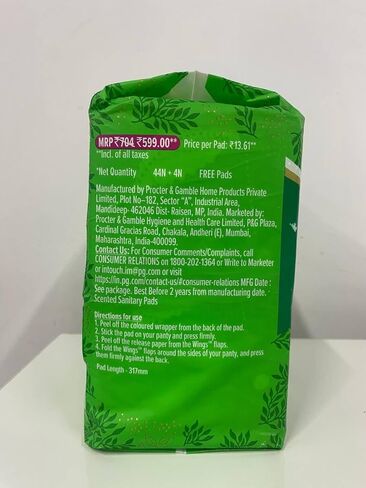 MRP ₹704 ₹599.00** Price per Pad: ₹13.61**
**Incl. of all taxes
*Net Quantity 44N + 4N FREE Pads
Manufactured by Procter & Gamble Home Products Private
Limited, Plot No-182, Sector "A", Industrial Area,
Mandideep- 462046 Dist- Raisen, MP, India. Marketed by:
Procter & Gamble Hygiene and Health Care Limited, P&G Plaza,
Cardinal Gracias Road, Chakala, Andheri (E), Mumbai,
Maharashtra, India-400099.
Contact Us: For Consumer Comments/Complaints, call
CONSUMER RELATIONS on 1800-202-1364 or Write to Marketer
or intouch.im@pg.com or visit
https://in.pg.com/contact-us/#consumer-relations MFG Date :
See package. Best Before 2 years from manufacturing date.
Scented Sanitary Pads
Directions for use
1. Peel off the coloured wrapper from the back of the pad.
2. Stick the pad on your panty and press firmly.
3. Peel off the release paper from the Wings™ flaps.
4. Fold the Wings™ flaps around the sides of your panty, and press
them firmly against the back.
Pad Length - 317mm